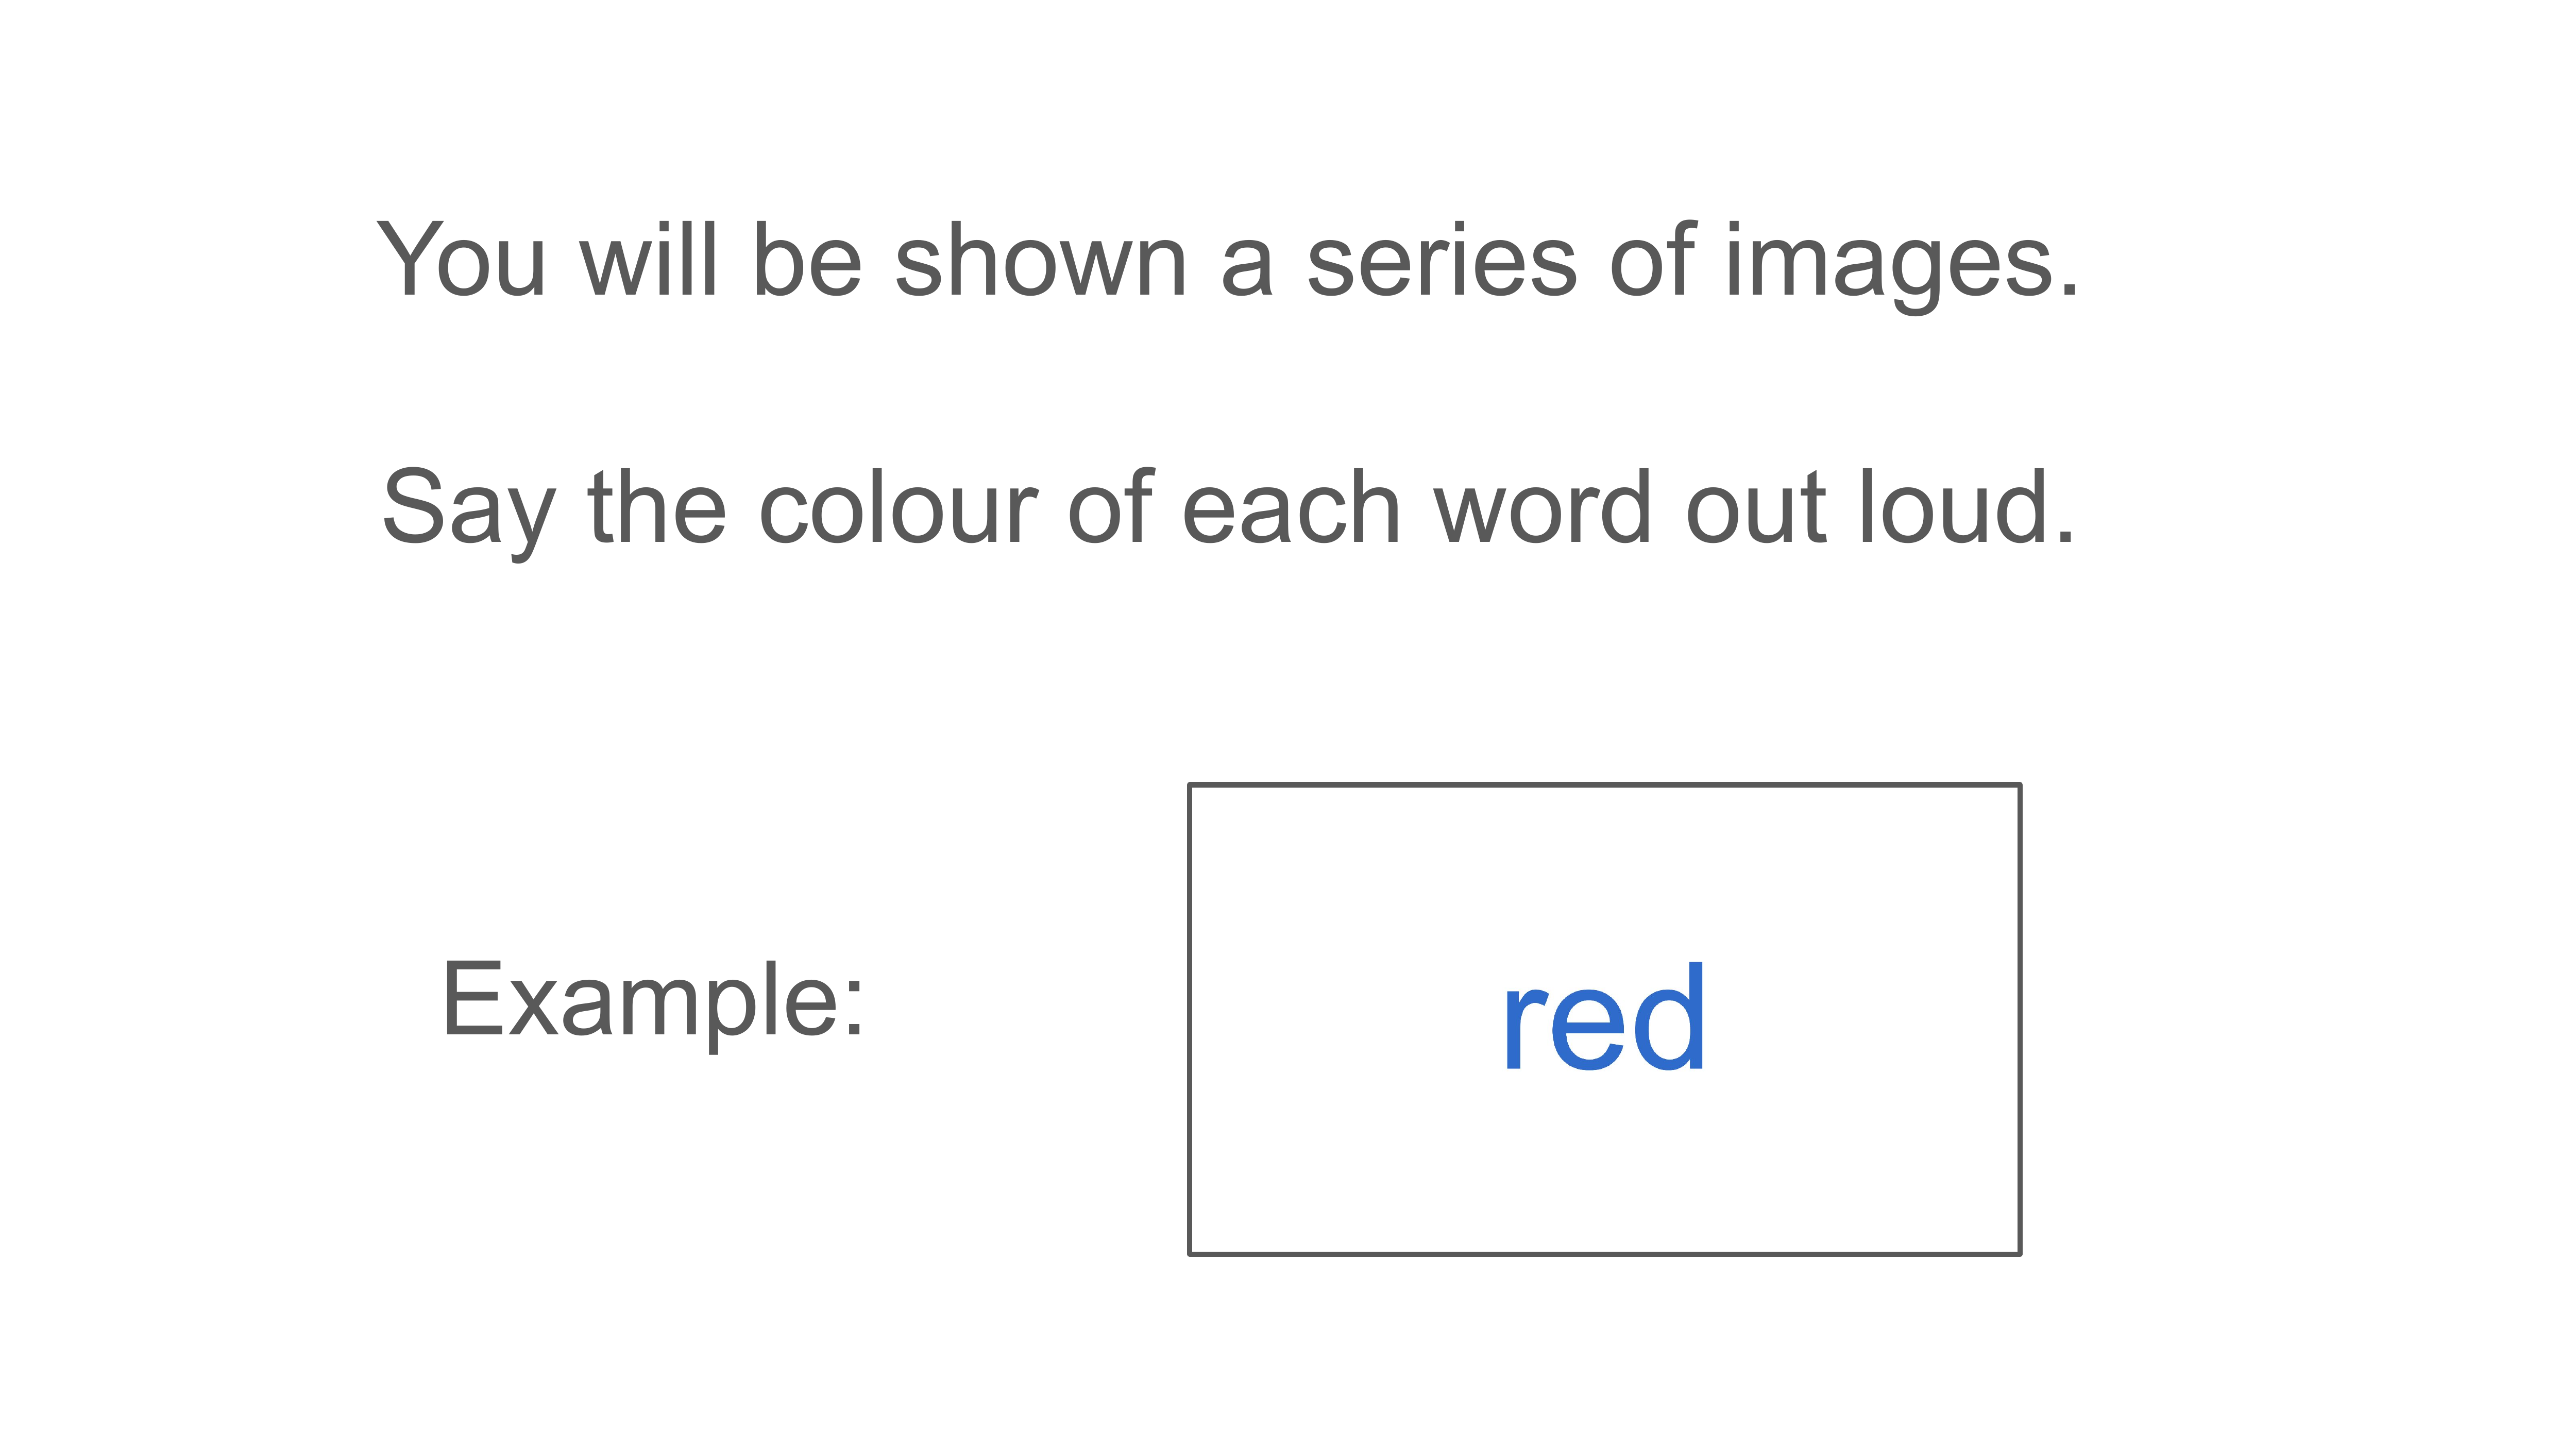 You will be shown a series of images.
Say the colour of each word out loud.
Example:
red